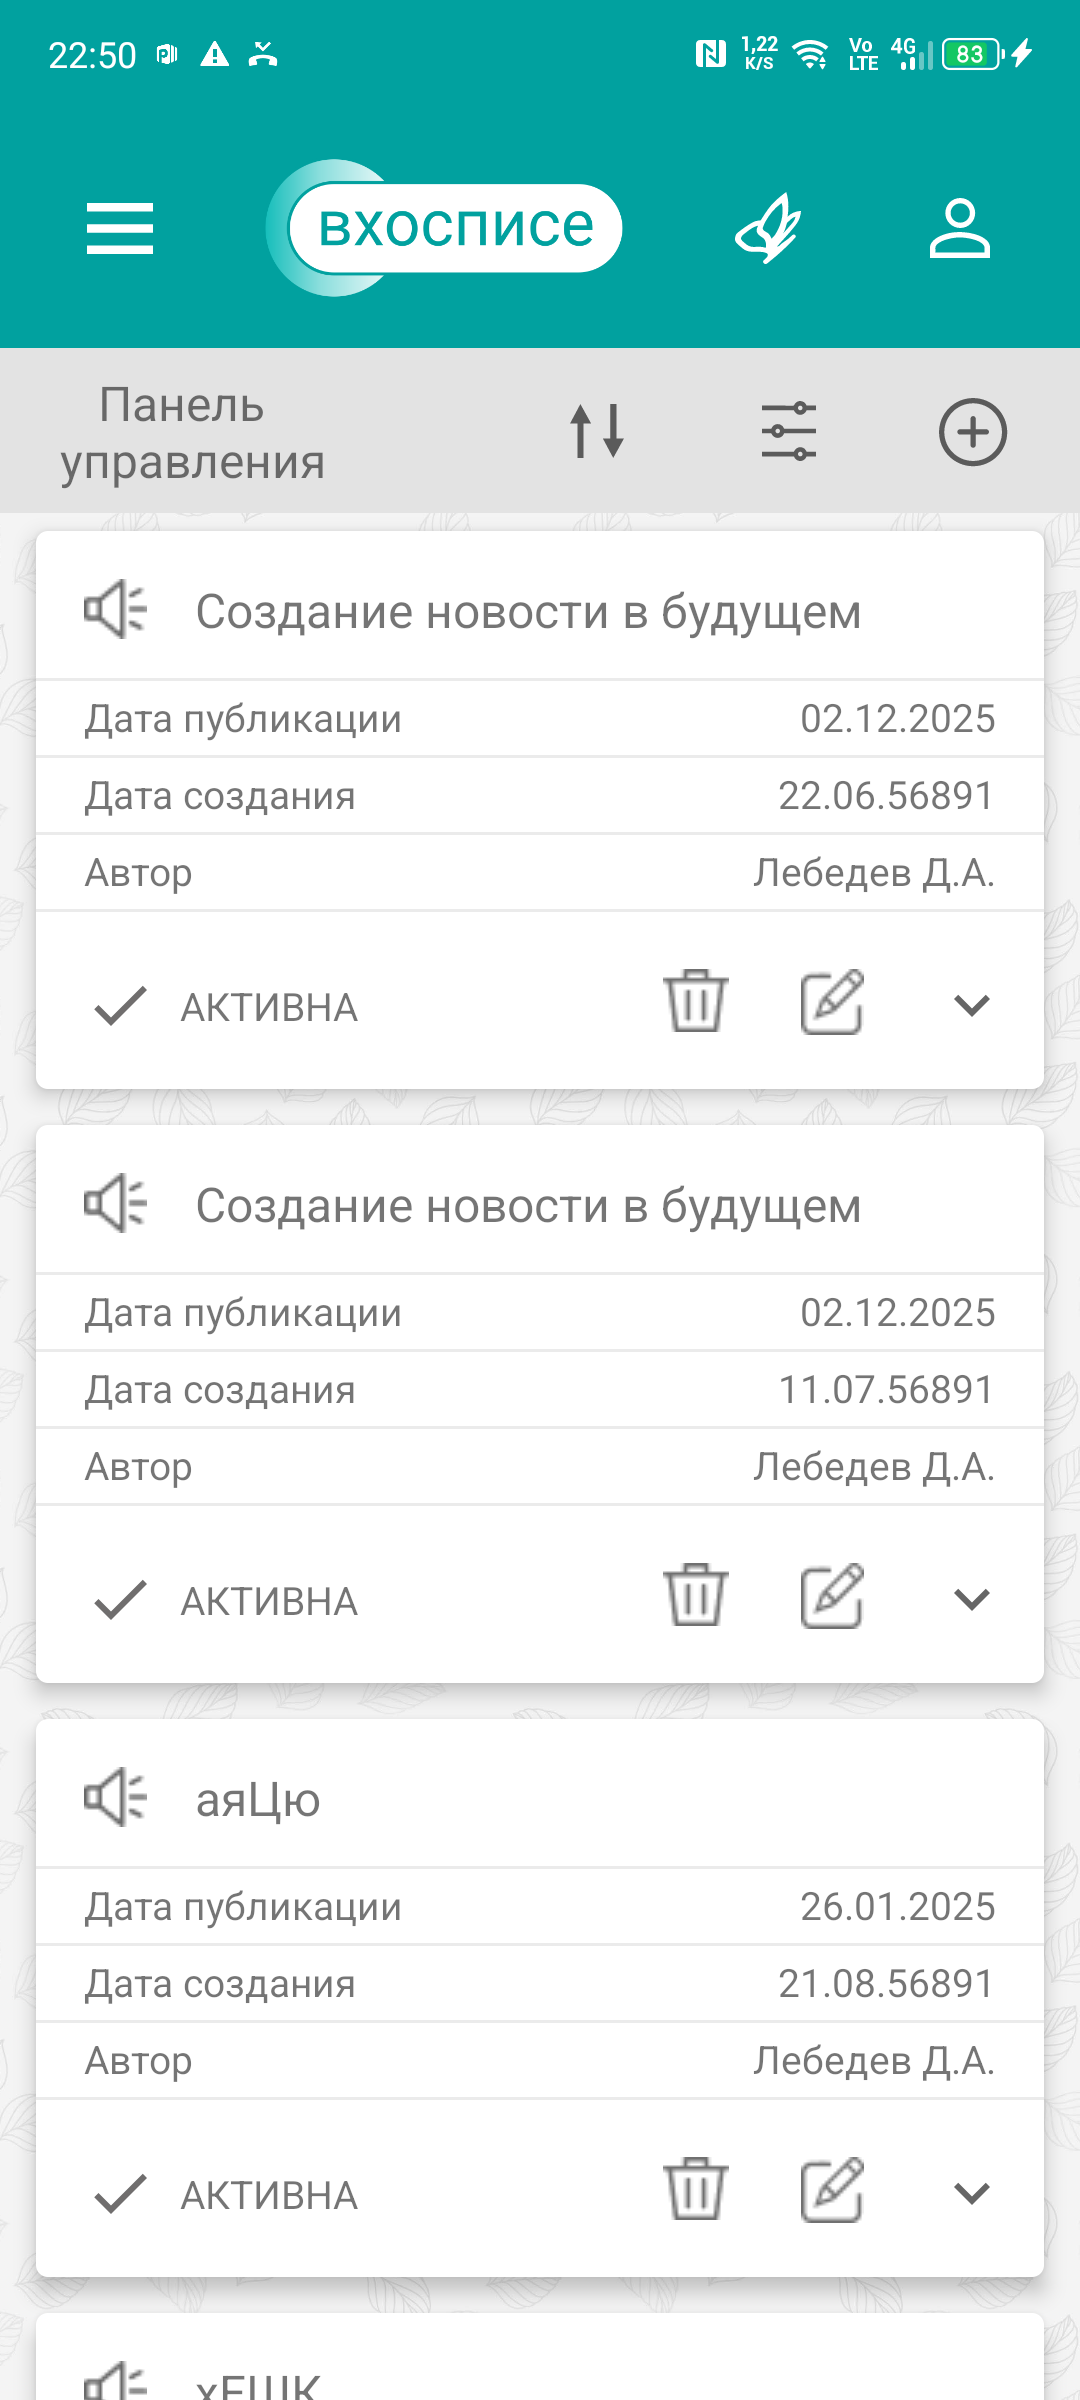 22:50
1,22 K/S
Vo LTE
4G
83
вхосписе
Панель
управления
Создание новости в будущем
Дата публикации 02.12.2025
Дата создания 22.06.56891
Автор Лебедев Д.А.
АКТИВНА
Создание новости в будущем
Дата публикации 02.12.2025
Дата создания 11.07.56891
Автор Лебедев Д.А.
АКТИВНА
аяЦю
Дата публикации 26.01.2025
Дата создания 21.08.56891
Автор Лебедев Д.А.
АКТИВНА